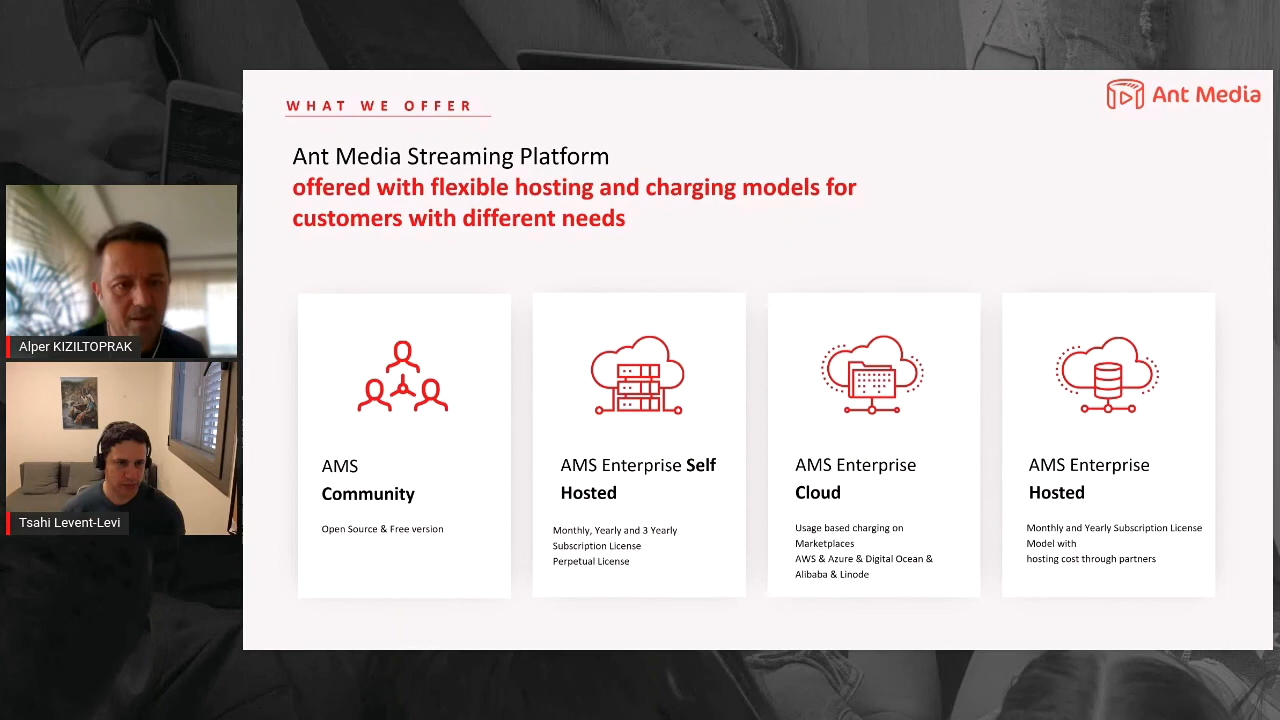 WHAT WE OFFER
Ant Media
Ant Media Streaming Platform
offered with flexible hosting and charging models for
customers with different needs
Alper KIZILTOPRAK
Tsahi Levent-Levi
AMS
Community
Open Source & Free version
AMS Enterprise Self
Hosted
Monthly, Yearly and 3 Yearly
Subscription License
Perpetual License
AMS Enterprise
Cloud
Usage based charging on
Marketplaces
AWS & Azure & Digital Ocean &
Alibaba & Linode
AMS Enterprise
Hosted
Monthly and Yearly Subscription License
Model with
hosting cost through partners